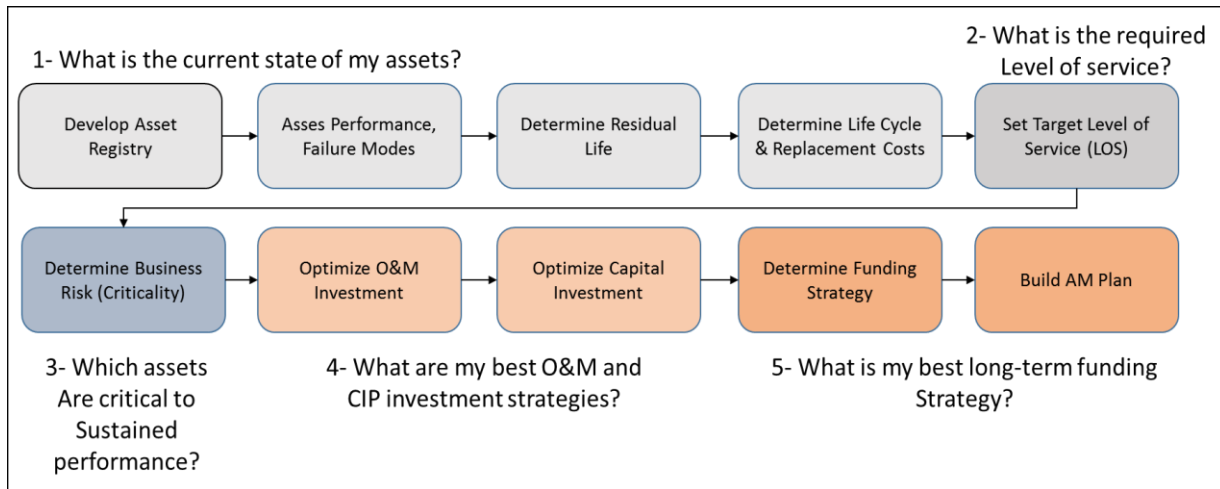 1- What is the current state of my assets?
2- What is the required
Level of service?
Develop Asset
Registry
Asses Performance,
Failure Modes
Determine Residual
Life
Determine Life Cycle
& Replacement Costs
Set Target Level of
Service (LOS)
Determine Business
Risk (Criticality)
Optimize O&M
Investment
Optimize Capital
Investment
Determine Funding
Strategy
Build AM Plan
3- Which assets
Are critical to
Sustained
performance?
4- What are my best O&M and
CIP investment strategies?
5- What is my best long-term funding
Strategy?